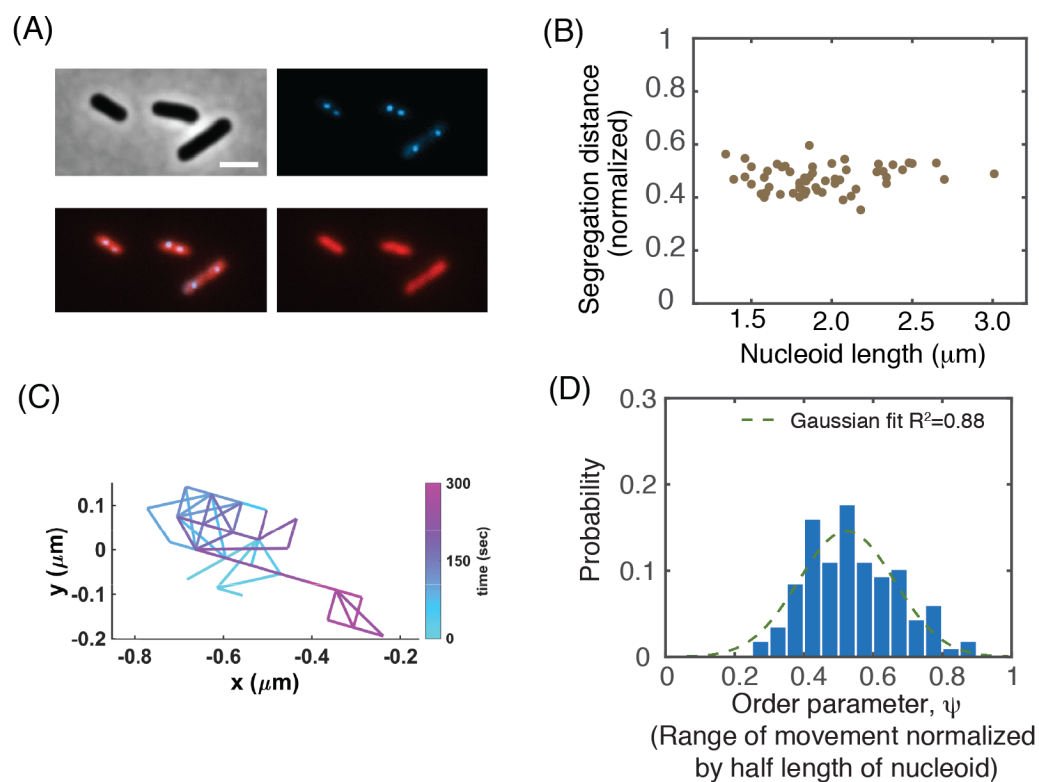 (A)
(B)
1
0.8
0.6
0.4
0.2
0
Segregation distance
(normalized)
1.5 2.0 2.5 3.0
Nucleoid length (μm)
(C)
0.1
0
-0.1
-0.2
y (μm)
-0.8 -0.6 -0.4 -0.2
x (μm)
300
150
0
time (sec)
(D)
0.3
0.2
0.1
0
Probability
Gaussian fit R²=0.88
0 0.2 0.4 0.6 0.8 1
Order parameter, ψ
(Range of movement normalized
by half length of nucleoid)